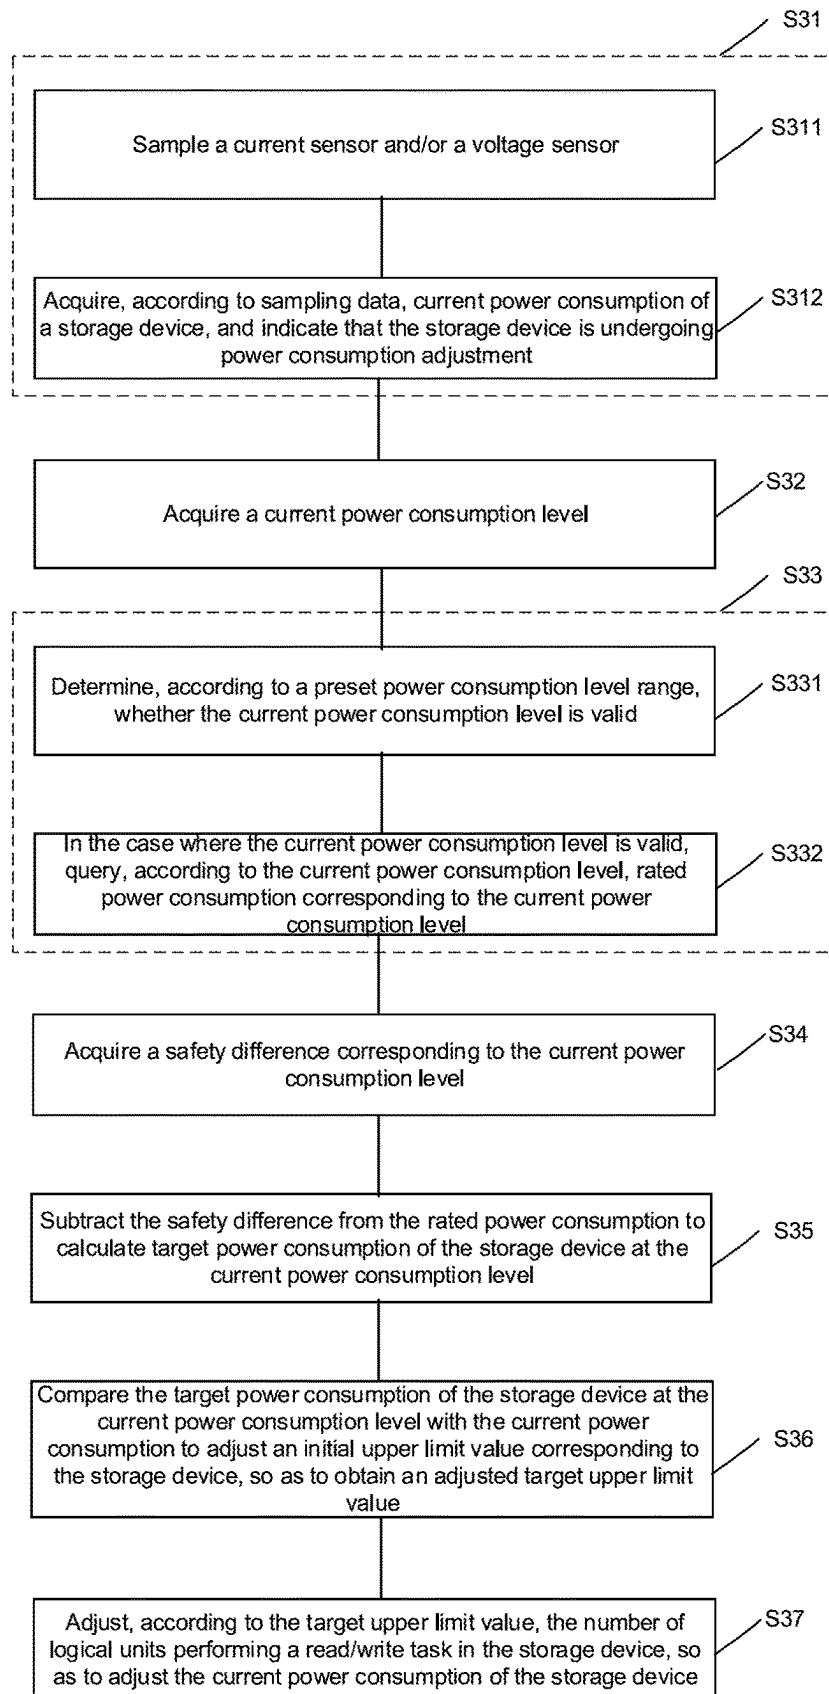 S31
Sample a current sensor and/or a voltage sensor
S311
Acquire, according to sampling data, current power consumption of
a storage device, and indicate that the storage device is undergoing
power consumption adjustment
S312
Acquire a current power consumption level
S32
S33
Determine, according to a preset power consumption level range,
whether the current power consumption level is valid
S331
In the case where the current power consumption level is valid,
query, according to the current power consumption level, rated
power consumption corresponding to the current power
consumption level
S332
Acquire a safety difference corresponding to the current power
consumption level
S34
Subtract the safety difference from the rated power consumption to
calculate target power consumption of the storage device at the
current power consumption level
S35
Compare the target power consumption of the storage device at the
current power consumption level with the current power
consumption to adjust an initial upper limit value corresponding to
the storage device, so as to obtain an adjusted target upper limit
value
S36
Adjust, according to the target upper limit value, the number of
logical units performing a read/write task in the storage device, so
as to adjust the current power consumption of the storage device
S37